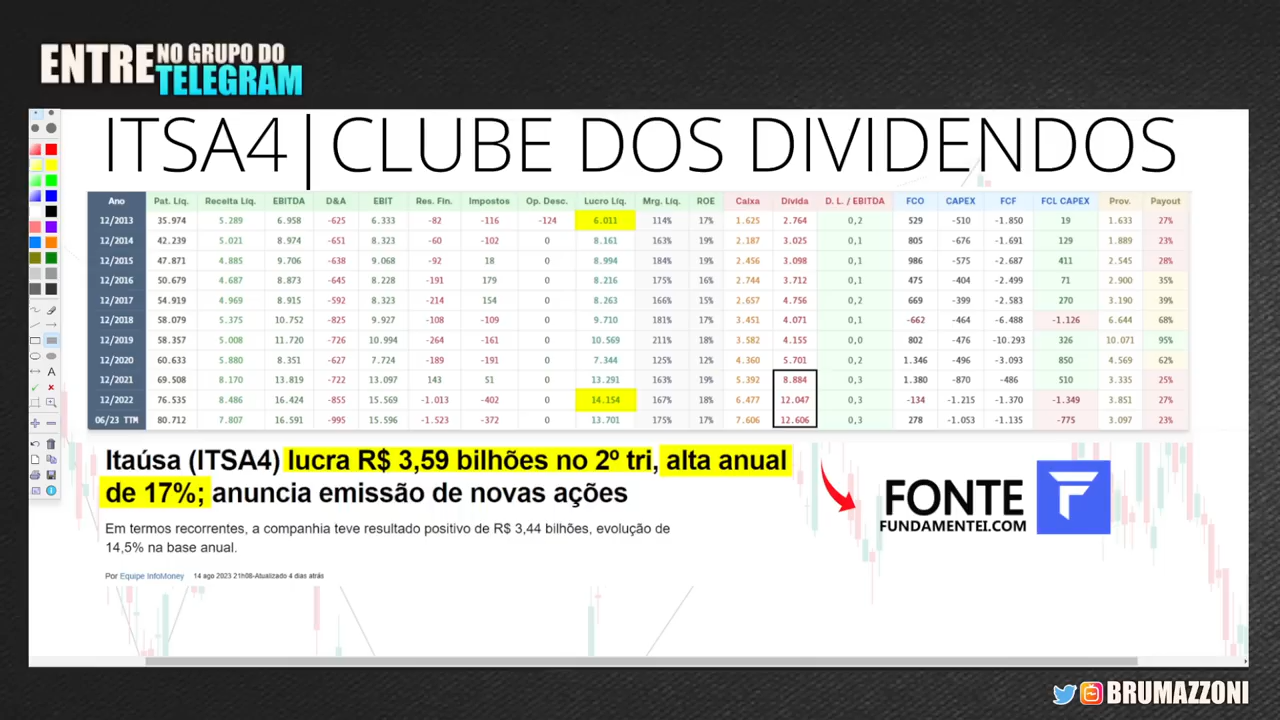 ENTRE NO GRUPO DO
TELEGRAM
ITSA4 | CLUBE DOS DIVIDENDOS
Ano Pat. Líq. Receita Líq. EBITDA D&A EBIT Res. Fin. Impostos Op. Desc. Lucro Líq. Mrg. Líq. ROE Caixa Dívida D. L. / EBITDA FCO CAPEX FCF FCL CAPEX Prov. Payout
12/2013 35.974 5.289 6.958 -625 6.333 -82 -116 -124 6.011 114% 17% 1.625 2.764 0,2 529 -510 -1.850 19 1.633 27%
12/2014 42.239 5.021 8.974 -651 8.323 -60 -102 0 8.161 163% 19% 2.187 3.025 0,1 805 -676 -1.691 129 1.889 23%
12/2015 47.871 4.885 9.706 -638 9.068 -92 18 0 8.994 184% 19% 2.456 3.098 0,1 986 -575 -2.687 411 2.545 28%
12/2016 50.679 4.687 8.873 -645 8.228 -191 179 0 8.216 175% 16% 2.744 3.712 0,1 475 -404 -2.499 71 2.900 35%
12/2017 54.919 4.969 8.915 -592 8.323 -214 154 0 8.263 166% 15% 2.657 4.756 0,2 669 -399 -2.583 270 3.190 39%
12/2018 58.079 5.375 10.752 -825 9.927 -108 -109 0 9.710 181% 17% 3.451 4.071 0,1 -662 -464 -6.488 -1.126 6.644 68%
12/2019 58.357 5.008 11.720 -726 10.994 -264 -161 0 10.569 211% 18% 3.582 4.155 0,0 802 -476 -10.293 326 10.071 95%
12/2020 60.633 5.880 8.351 -627 7.724 -189 -191 0 7.344 125% 12% 4.360 5.701 0,2 1.346 -496 -3.093 850 4.569 62%
12/2021 69.508 8.170 13.819 -722 13.097 143 51 0 13.291 163% 19% 5.392 8.884 0,3 1.380 -870 -486 510 3.335 25%
12/2022 76.535 8.486 16.424 -855 15.569 -1.013 -402 0 14.154 167% 18% 6.477 12.047 0,3 -134 -1.215 -1.370 -1.349 3.851 27%
06/23 TTM 80.712 7.807 16.591 -995 15.596 -1.523 -372 0 13.701 175% 17% 7.606 12.606 0,3 278 -1.053 -1.135 -775 3.097 23%
Itaúsa (ITSA4) lucra R$ 3,59 bilhões no 2º tri, alta anual
de 17%; anuncia emissão de novas ações
Em termos recorrentes, a companhia teve resultado positivo de R$ 3,44 bilhões, evolução de
14,5% na base anual.
Por Equipe InfoMoney 14 ago 2023 21h08-Atualizado 4 dias atrás
FONTE
FUNDAMENTEI.COM
BRUMAZZONI